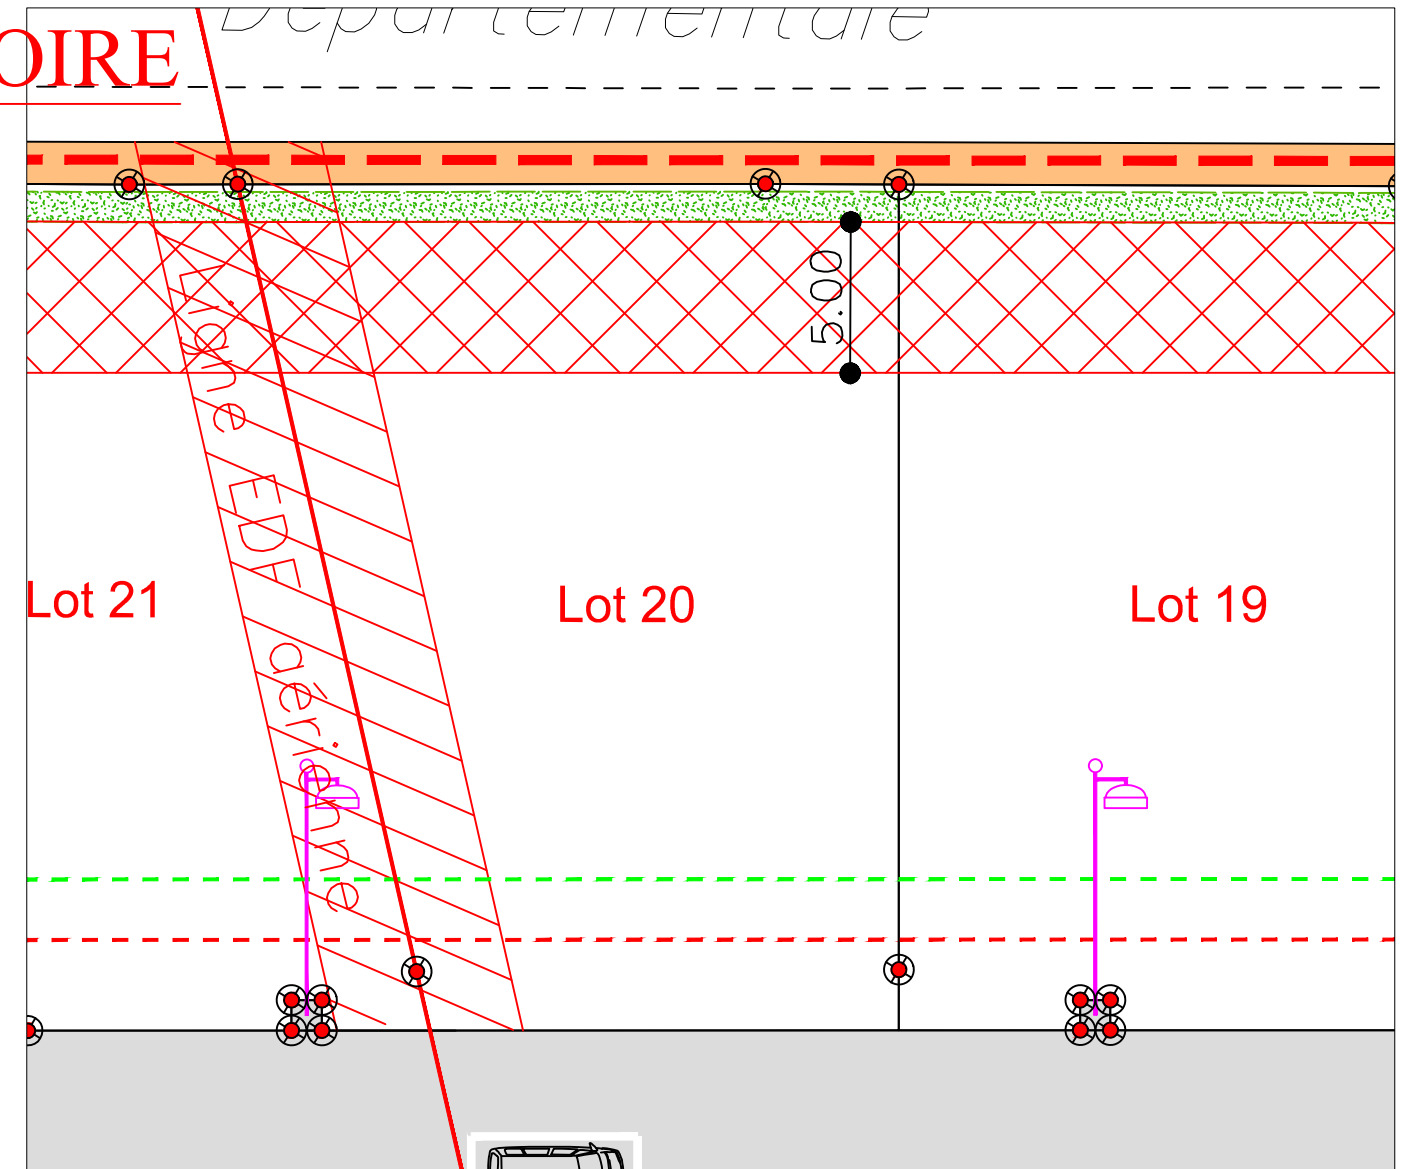 Départementale
OIRE
5.00
Ligne EDF aérienne
Lot 21
Lot 20
Lot 19